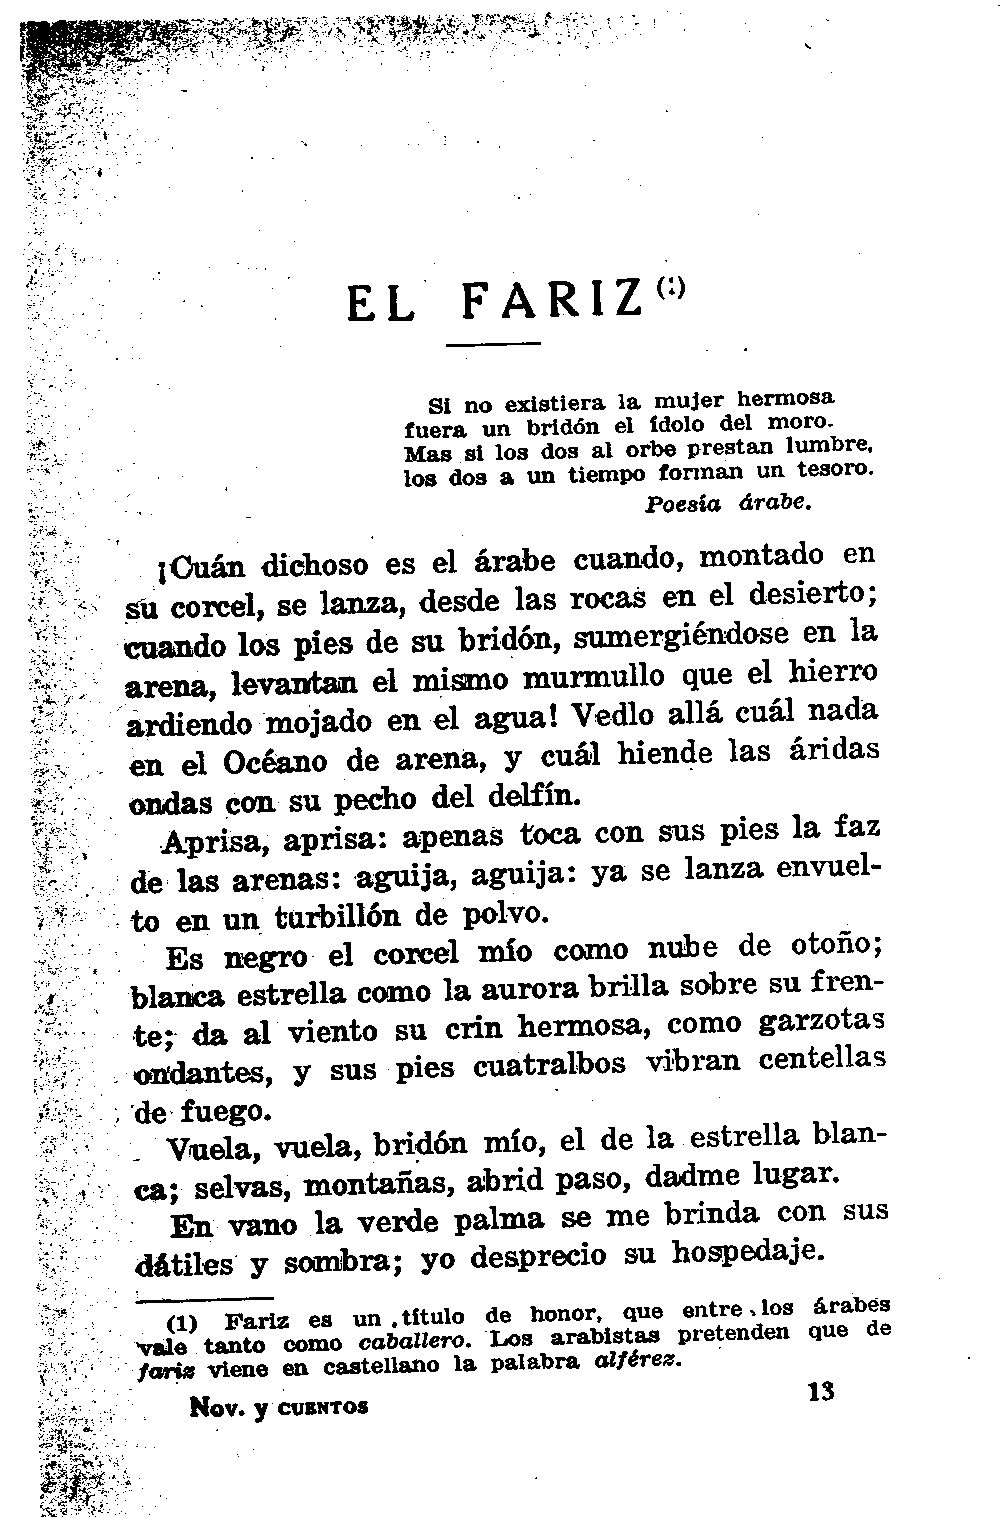 EL FARIZ (1)
Si no existiera la mujer hermosa
fuera un bridón el ídolo del moro.
Mas si los dos al orbe prestan lumbre,
los dos a un tiempo forman un tesoro.
Poesía árabe.
¡Cuán dichoso es el árabe cuando, montado en
su corcel, se lanza, desde las rocas en el desierto;
cuando los pies de su bridón, sumergiéndose en la
arena, levantan el mismo murmullo que el hierro
ardiendo mojado en el agua! Vedlo allá cuál nada
en el Océano de arena, y cuál hiende las áridas
ondas con su pecho del delfín.
Aprisa, aprisa: apenas toca con sus pies la faz
de las arenas: aguija, aguija: ya se lanza envuel-
to en un turbillón de polvo.
Es negro el corcel mío como nube de otoño;
blanca estrella como la aurora brilla sobre su fren-
te; da al viento su crin hermosa, como garzotas
ondantes, y sus pies cuatralbos vibran centellas
de fuego.
Vuela, vuela, bridón mío, el de la estrella blan-
ca; selvas, montañas, abrid paso, dadme lugar.
En vano la verde palma se me brinda con sus
dátiles y sombra; yo desprecio su hospedaje.
(1) Fariz es un título de honor, que entre los árabes
vale tanto como caballero. Los arabistas pretenden que de
fariz viene en castellano la palabra alférez.
Nov. y CUENTOS
13